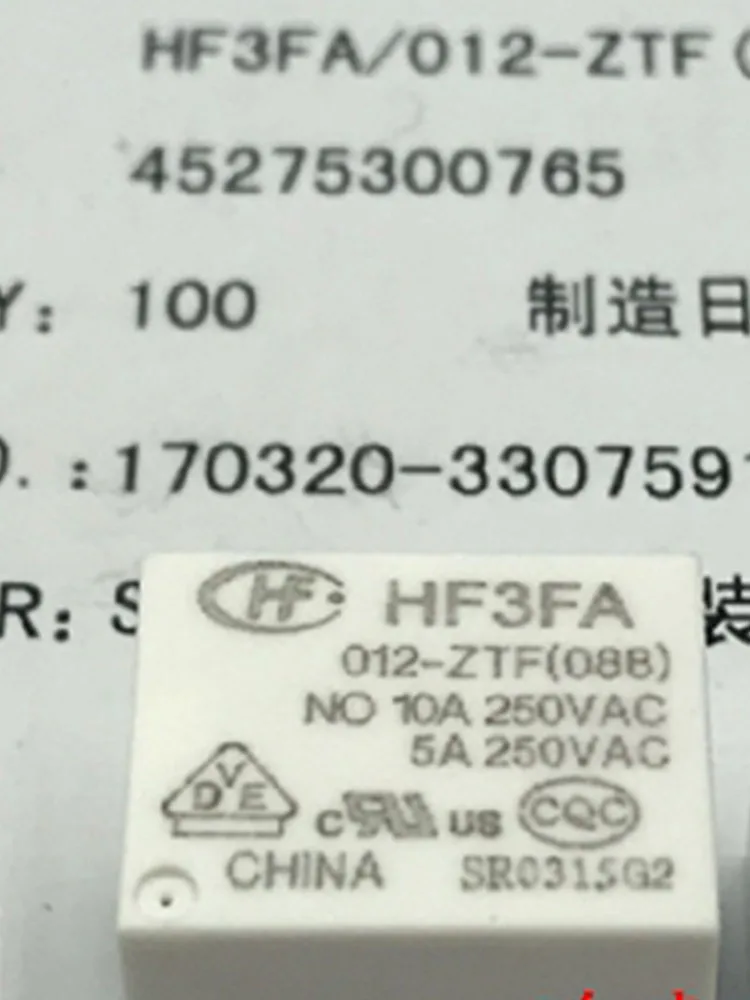 HF3FA/012-ZTF (
45275300765
Y: 100 制造日
.:170320-330759
R: S 装
HF HF3FA
012-ZTF(088)
NO 10A 250VAC
5A 250VAC
DVE c us CQC
CHINA SR0315G2